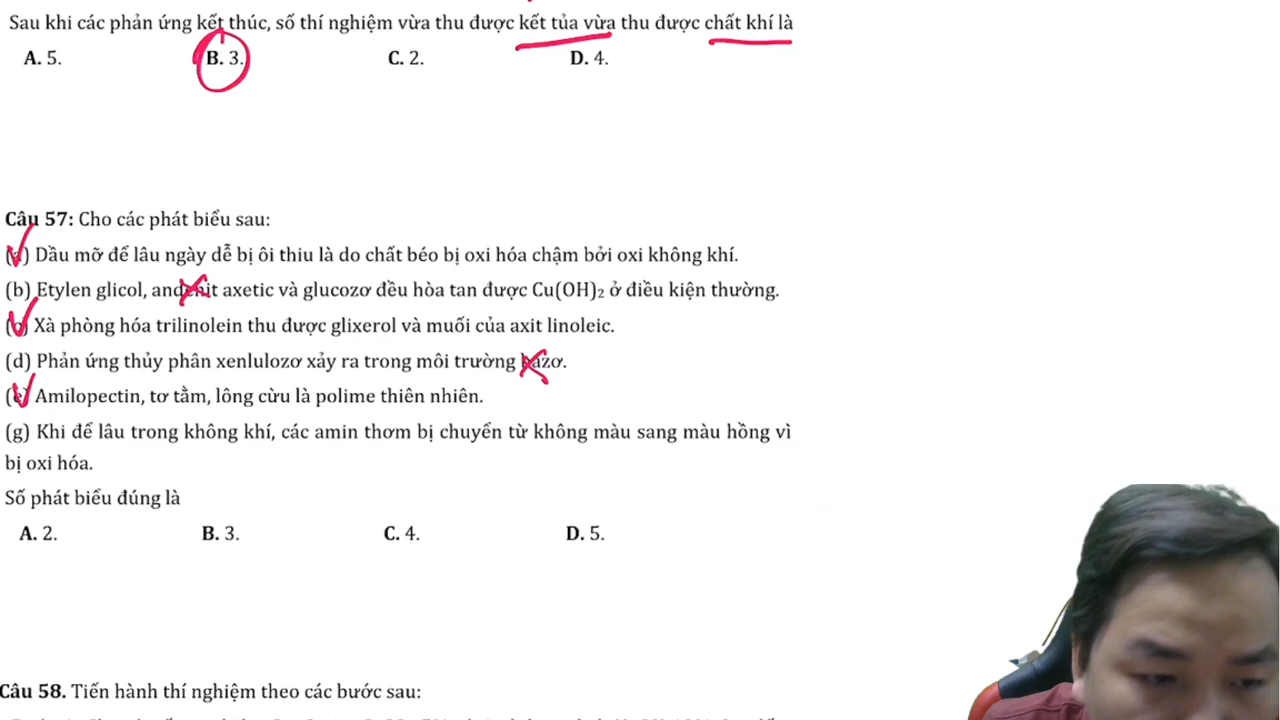 Sau khi các phản ứng kết thúc, số thí nghiệm vừa thu được kết tủa vừa thu được chất khí là
A. 5. B. 3. C. 2. D. 4.
Câu 57: Cho các phát biểu sau:
(a) Dầu mỡ để lâu ngày dễ bị ôi thiu là do chất béo bị oxi hóa chậm bởi oxi không khí.
(b) Etylen glicol, anđehit axetic và glucozơ đều hòa tan được Cu(OH)₂ ở điều kiện thường.
(c) Xà phòng hóa trilinolein thu được glixerol và muối của axit linoleic.
(d) Phản ứng thủy phân xenlulozơ xảy ra trong môi trường bazơ.
(e) Amilopectin, tơ tằm, lông cừu là polime thiên nhiên.
(g) Khi để lâu trong không khí, các amin thơm bị chuyển từ không màu sang màu hồng vì
bị oxi hóa.
Số phát biểu đúng là
A. 2. B. 3. C. 4. D. 5.
Câu 58. Tiến hành thí nghiệm theo các bước sau: